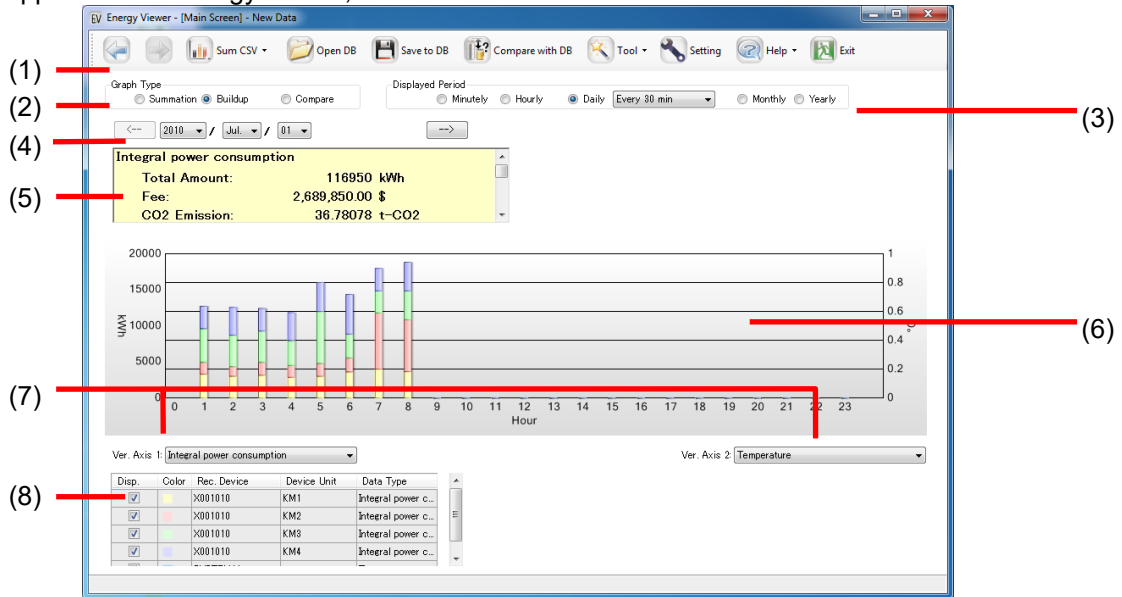 EV Energy Viewer - [Main Screen] - New Data
Sum CSV Open DB Save to DB Compare with DB Tool Setting Help Exit
(1)
Graph Type Displayed Period
(2)
Summation Buildup Compare Minutely Hourly Daily Every 30 min Monthly Yearly
(3)
<-- 2010 / Jul. / 01 -->
(4)
Integral power consumption
Total Amount: 116950 kWh
(5)
Fee: 2,689,850.00 $
CO2 Emission: 36.78078 t-CO2
20000 1
15000 0.8
0.6
kWh
10000
0.4
(6)
5000 0.2
(7)
0 0
0 1 2 3 4 5 6 7 8 9 10 11 12 13 14 15 16 17 18 19 20 21 22 23
Hour
Ver. Axis 1: Integral power consumption Ver. Axis 2: Temperature
Disp. Color Rec. Device Device Unit Data Type
(8)
X001010 KM1 Integral power c...
X001010 KM2 Integral power c...
X001010 KM3 Integral power c...
X001010 KM4 Integral power c...